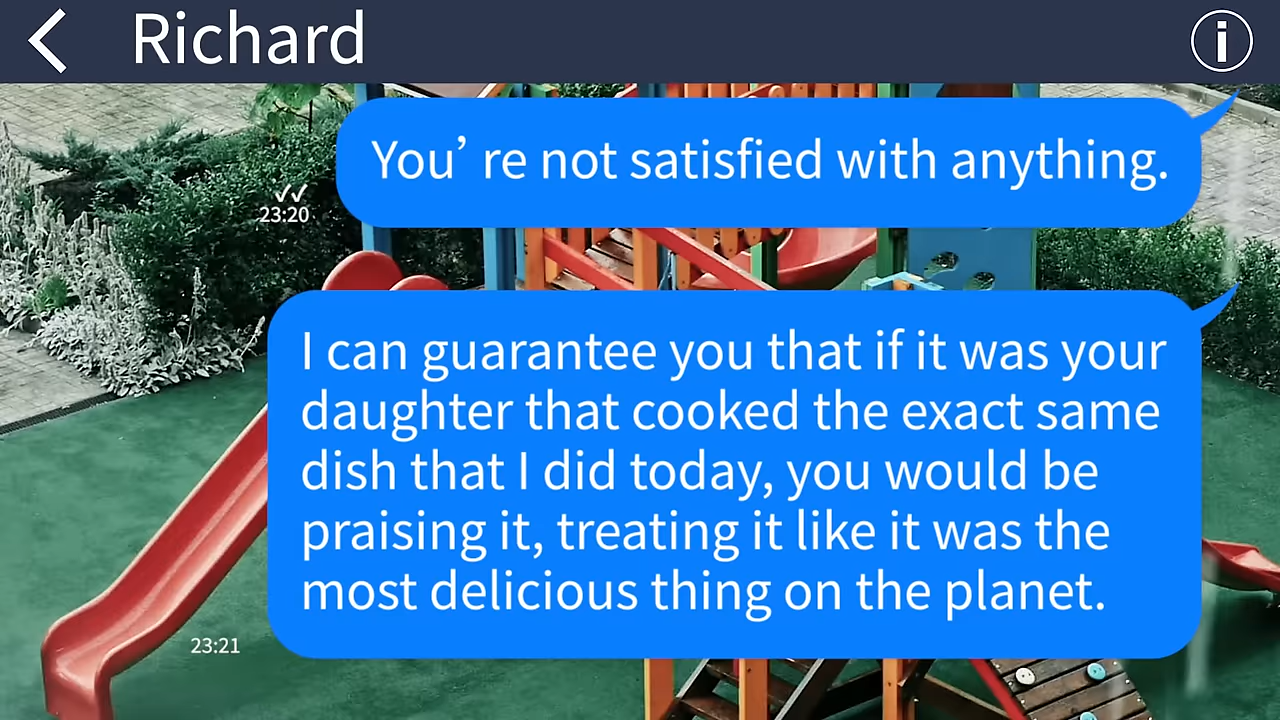 Richard
You’ re not satisfied with anything.
23:20
I can guarantee you that if it was your
daughter that cooked the exact same
dish that I did today, you would be
praising it, treating it like it was the
most delicious thing on the planet.
23:21